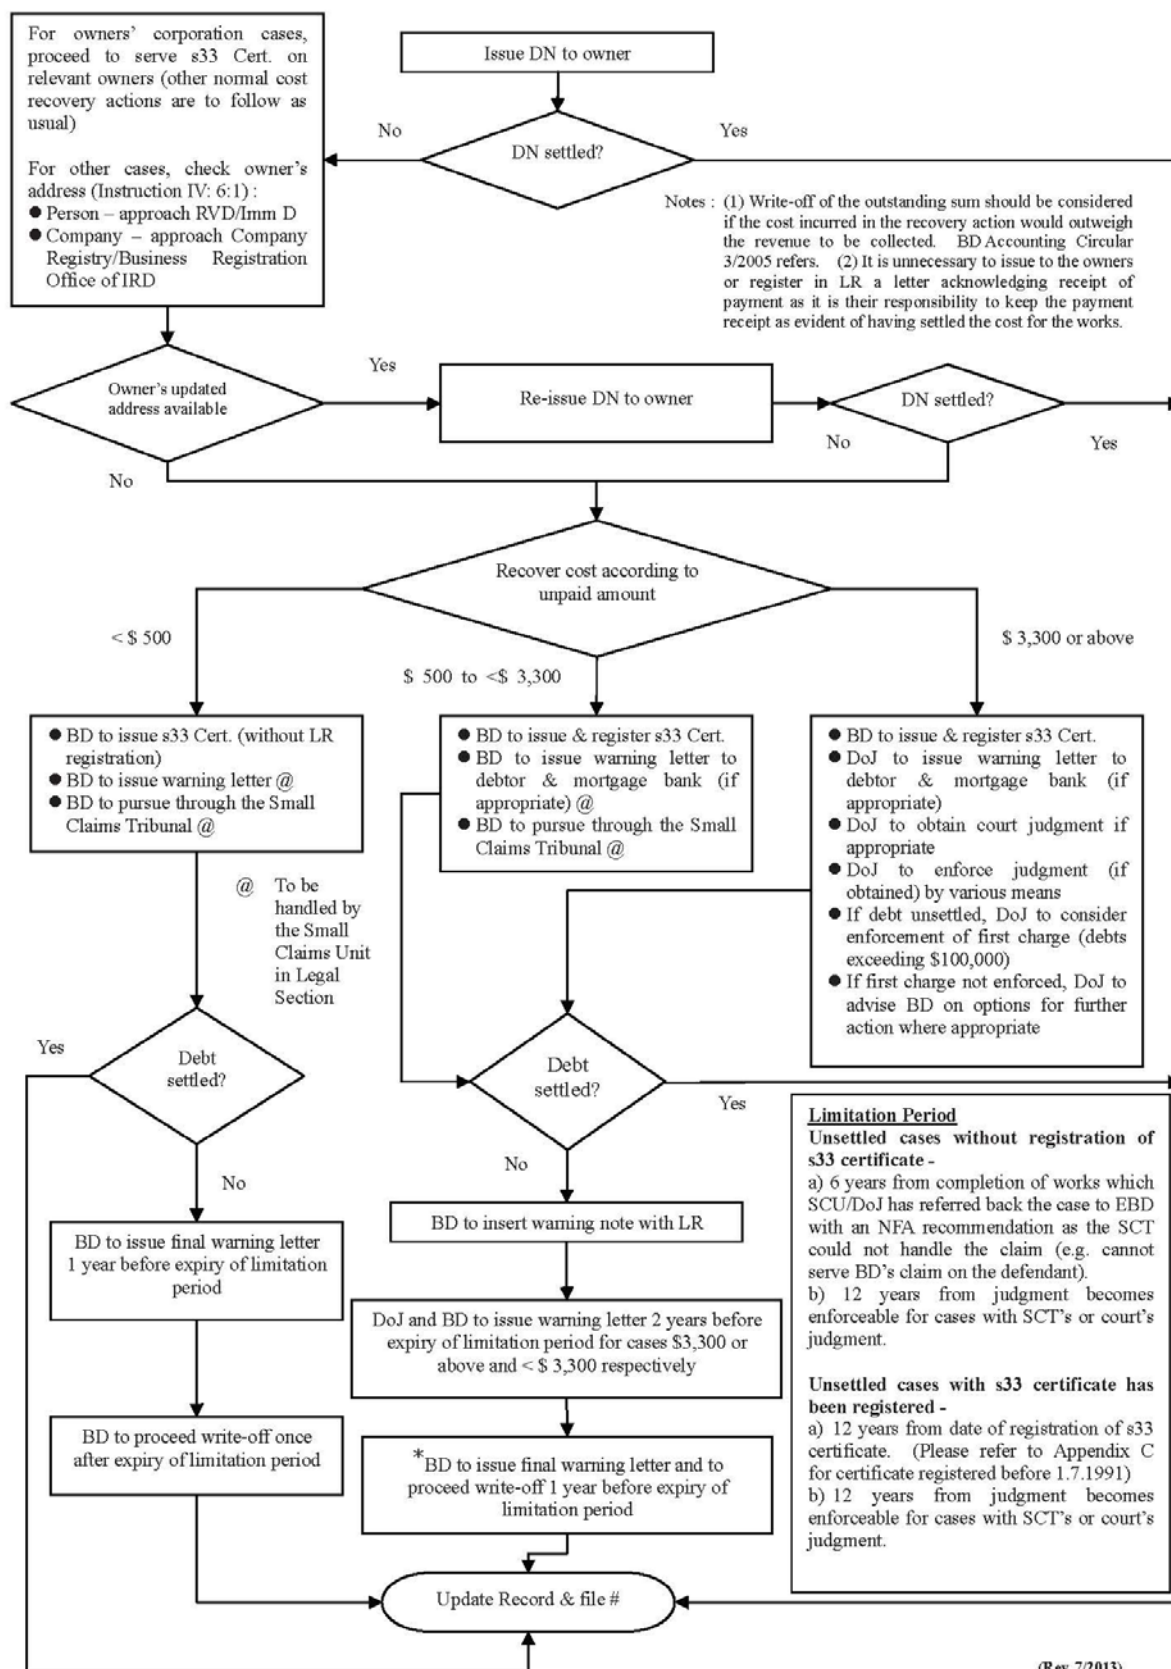 For owners' corporation cases,
proceed to serve s33 Cert. on
relevant owners (other normal cost
recovery actions are to follow as
usual)
For other cases, check owner's
address (Instruction IV: 6:1) :
● Person – approach RVD/Imm D
● Company – approach Company
Registry/Business Registration
Office of IRD
Issue DN to owner
No
DN settled?
Yes
Notes : (1) Write-off of the outstanding sum should be considered
if the cost incurred in the recovery action would outweigh
the revenue to be collected. BD Accounting Circular
3/2005 refers. (2) It is unnecessary to issue to the owners
or register in LR a letter acknowledging receipt of
payment as it is their responsibility to keep the payment
receipt as evident of having settled the cost for the works.
Owner's updated
address available
Yes
Re-issue DN to owner
DN settled?
No
Yes
No
Recover cost according to
unpaid amount
< $ 500
$ 500 to <$ 3,300
$ 3,300 or above
● BD to issue s33 Cert. (without LR
registration)
● BD to issue warning letter @
● BD to pursue through the Small
Claims Tribunal @
● BD to issue & register s33 Cert.
● BD to issue warning letter to
debtor & mortgage bank (if
appropriate) @
● BD to pursue through the Small
Claims Tribunal @
● BD to issue & register s33 Cert.
● DoJ to issue warning letter to
debtor & mortgage bank (if
appropriate)
● DoJ to obtain court judgment if
appropriate
● DoJ to enforce judgment (if
obtained) by various means
● If debt unsettled, DoJ to consider
enforcement of first charge (debts
exceeding $100,000)
● If first charge not enforced, DoJ to
advise BD on options for further
action where appropriate
@ To be
handled by
the Small
Claims Unit
in Legal
Section
Yes
Debt
settled?
No
Debt
settled?
Yes
No
BD to issue final warning letter
1 year before expiry of limitation
period
BD to insert warning note with LR
DoJ and BD to issue warning letter 2 years before
expiry of limitation period for cases $3,300 or
above and < $ 3,300 respectively
BD to proceed write-off once
after expiry of limitation period
*BD to issue final warning letter and to
proceed write-off 1 year before expiry of
limitation period
Limitation Period
Unsettled cases without registration of
s33 certificate -
a) 6 years from completion of works which
SCU/DoJ has referred back the case to EBD
with an NFA recommendation as the SCT
could not handle the claim (e.g. cannot
serve BD's claim on the defendant).
b) 12 years from judgment becomes
enforceable for cases with SCT's or court's
judgment.
Unsettled cases with s33 certificate has
been registered -
a) 12 years from date of registration of s33
certificate. (Please refer to Appendix C
for certificate registered before 1.7.1991)
b) 12 years from judgment becomes
enforceable for cases with SCT's or court's
judgment.
Update Record & file #
(Rev. 7/2013)